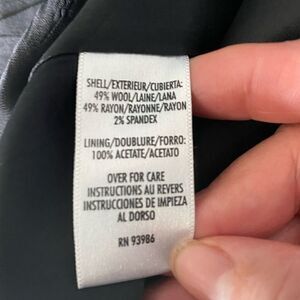 SHELL/EXTERIEUR/CUBIERTA:
49% WOOL/LAINE/LANA
49% RAYON/RAYONNE/RAYON
2% SPANDEX
LINING/DOUBLURE/FORRO:
100% ACETATE/ACETATO
OVER FOR CARE
INSTRUCTIONS AU REVERS
INSTRUCCIONES DE IMPIEZA
AL DORSO
RN 93986